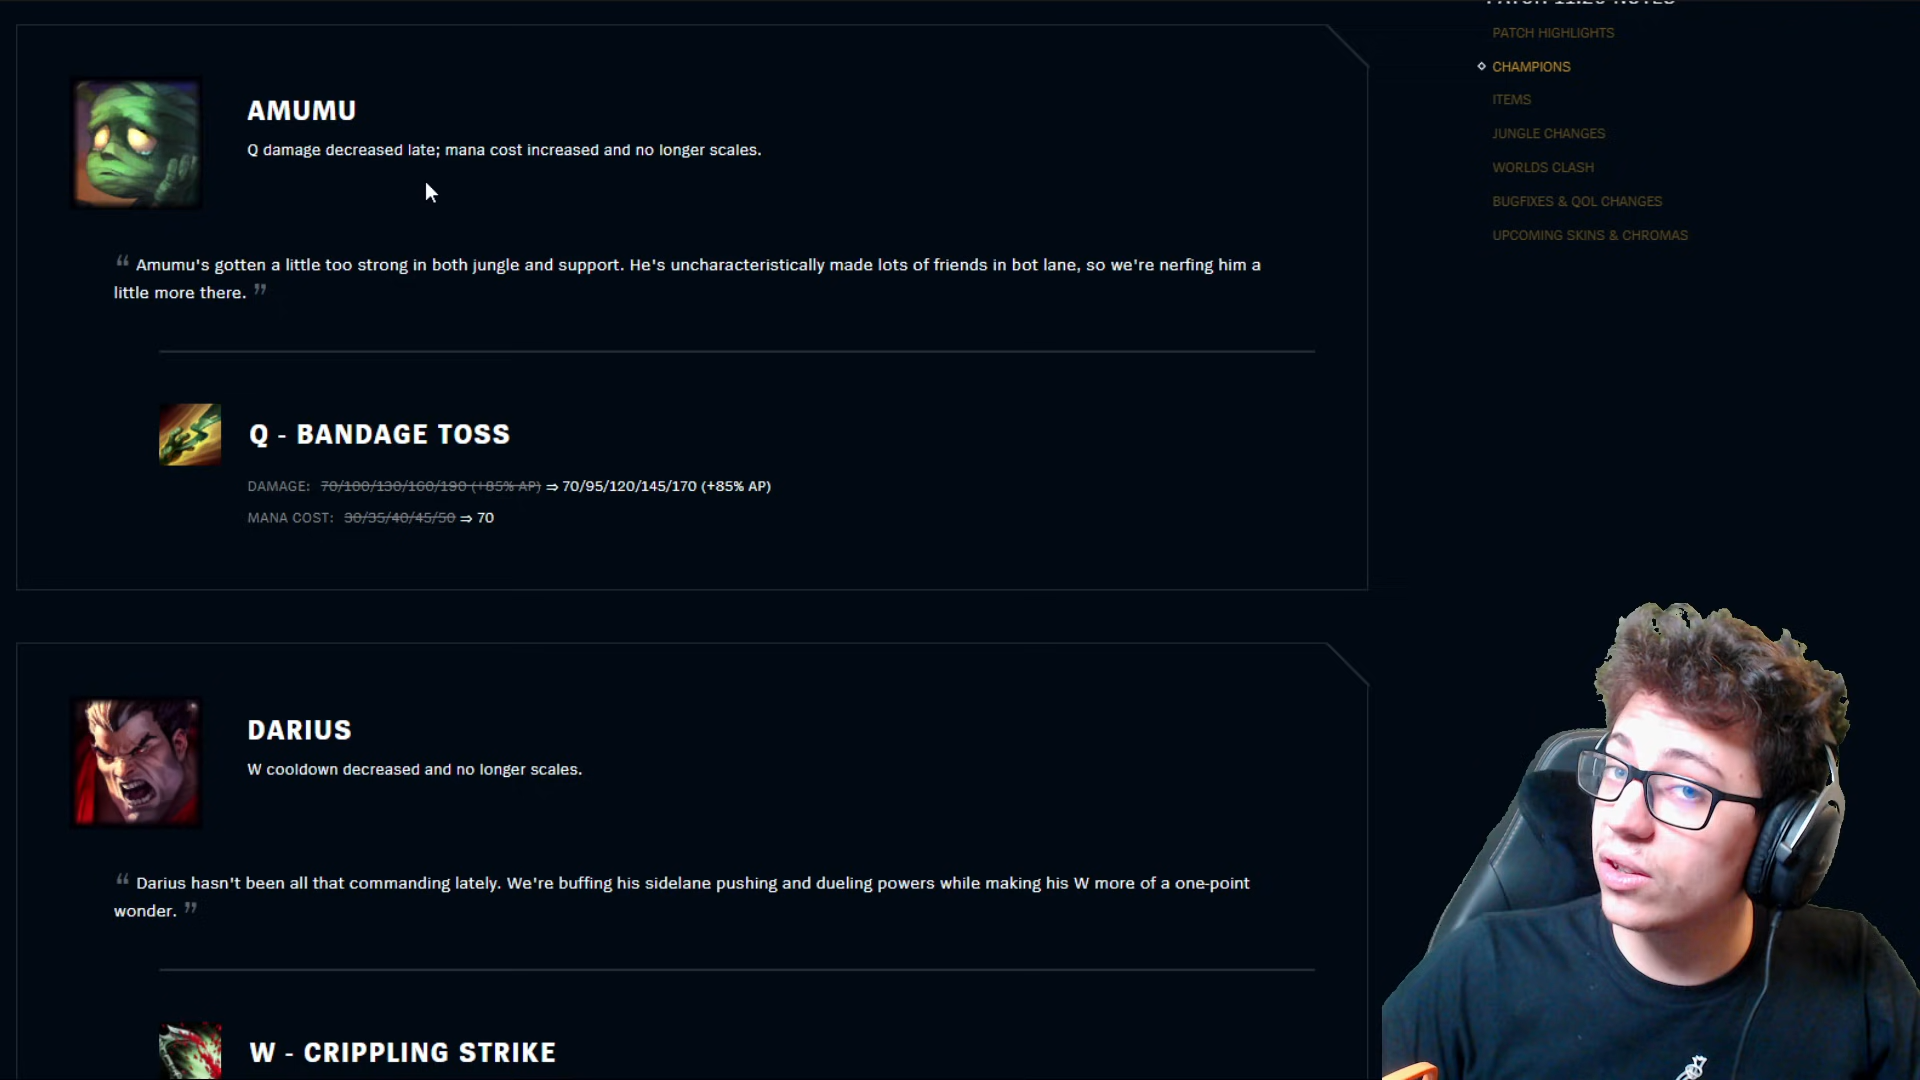 AMUMU
Q damage decreased late; mana cost increased and no longer scales.
“ Amumu's gotten a little too strong in both jungle and support. He's uncharacteristically made lots of friends in bot lane, so we're nerfing him a
little more there. ”
Q - BANDAGE TOSS
DAMAGE: 70/100/130/160/190 (+85% AP) ⇒ 70/95/120/145/170 (+85% AP)
MANA COST: 30/35/40/45/50 ⇒ 70
DARIUS
W cooldown decreased and no longer scales.
“ Darius hasn't been all that commanding lately. We're buffing his sidelane pushing and dueling powers while making his W more of a one-point
wonder. ”
W - CRIPPLING STRIKE
PATCH HIGHLIGHTS
CHAMPIONS
ITEMS
JUNGLE CHANGES
WORLDS CLASH
BUGFIXES & QOL CHANGES
UPCOMING SKINS & CHROMAS